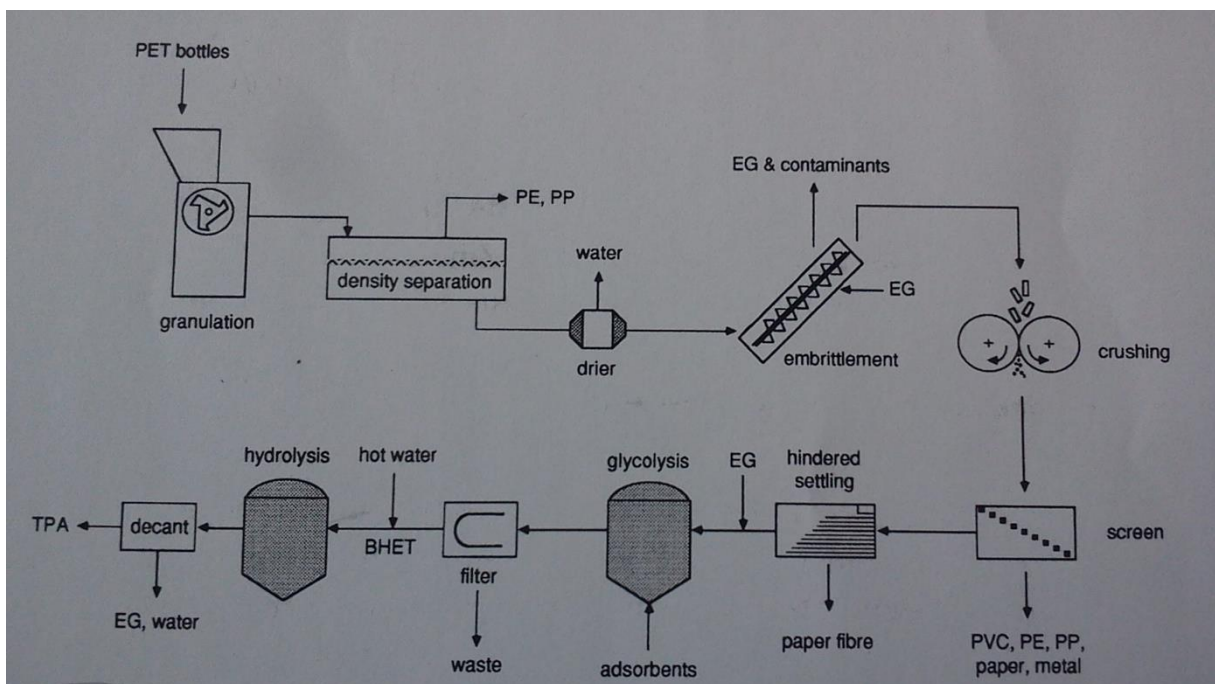 PET bottles
granulation
PE, PP
density separation
water
drier
EG & contaminants
EG
embrittlement
+ +
crushing
screen
PVC, PE, PP,
paper, metal
hindered
settling
paper fibre
EG
glycolysis
adsorbents
filter
waste
hot water
BHET
hydrolysis
decant
TPA
EG, water